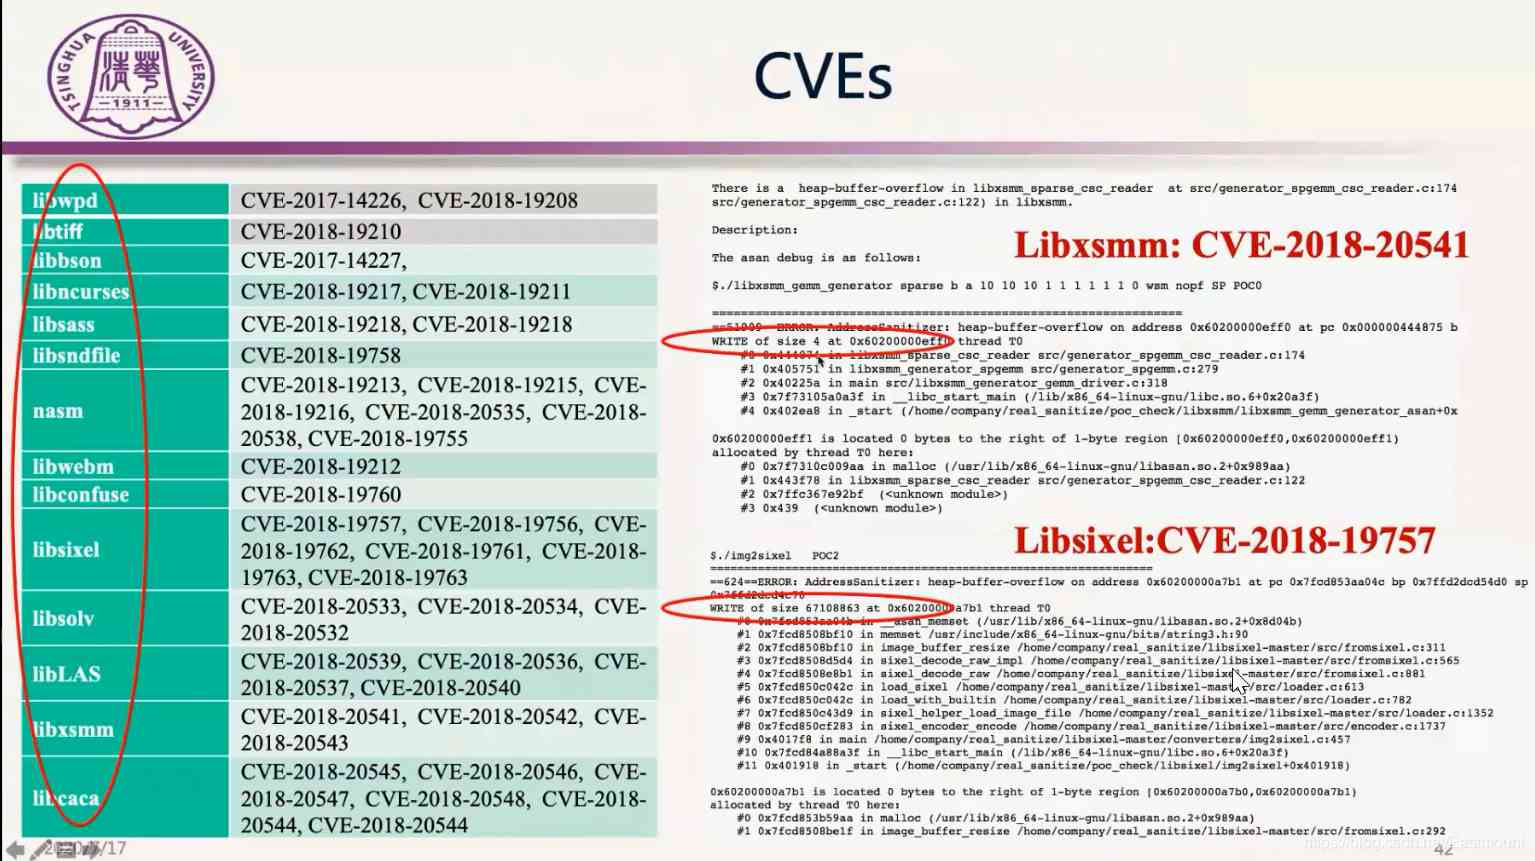 TSINGHUA UNIVERSITY
清華
-1911-
CVEs
libwpd CVE-2017-14226, CVE-2018-19208
libtiff CVE-2018-19210
libbson CVE-2017-14227,
libncurses CVE-2018-19217, CVE-2018-19211
libsass CVE-2018-19218, CVE-2018-19218
libsndfile CVE-2018-19758
nasm
CVE-2018-19213, CVE-2018-19215, CVE-
2018-19216, CVE-2018-20535, CVE-2018-
20538, CVE-2018-19755
libwebm CVE-2018-19212
libconfuse CVE-2018-19760
libsixel
CVE-2018-19757, CVE-2018-19756, CVE-
2018-19762, CVE-2018-19761, CVE-2018-
19763, CVE-2018-19763
libsolv
CVE-2018-20533, CVE-2018-20534, CVE-
2018-20532
libLAS
CVE-2018-20539, CVE-2018-20536, CVE-
2018-20537, CVE-2018-20540
libxsmm
CVE-2018-20541, CVE-2018-20542, CVE-
2018-20543
libcaca
CVE-2018-20545, CVE-2018-20546, CVE-
2018-20547, CVE-2018-20548, CVE-2018-
20544, CVE-2018-20544
There is a heap-buffer-overflow in libxsmm_sparse_csc_reader at src/generator_spgemm_csc_reader.c:174
src/generator_spgemm_csc_reader.c:122) in libxsmm.
Description:
Libxsmm: CVE-2018-20541
The asan debug is as follows:
$./libxsmm_gemm_generator sparse b a 10 10 10 1 1 1 1 1 1 0 wsm nopf SP POC0
=================================================================
==51909==ERROR: AddressSanitizer: heap-buffer-overflow on address 0x60200000eff0 at pc 0x000000444875 b
WRITE of size 4 at 0x60200000eff0 thread T0
#0 0x444874 in libxsmm_sparse_csc_reader src/generator_spgemm_csc_reader.c:174
#1 0x405751 in libxsmm_generator_spgemm src/generator_spgemm.c:279
#2 0x40225a in main src/libxsmm_generator_gemm_driver.c:318
#3 0x7f73105a0a3f in __libc_start_main (/lib/x86_64-linux-gnu/libc.so.6+0x20a3f)
#4 0x402ea8 in _start (/home/company/real_sanitize/poc_check/libxsmm/libxsmm_gemm_generator_asan+0x
0x60200000eff1 is located 0 bytes to the right of 1-byte region [0x60200000eff0,0x60200000eff1)
allocated by thread T0 here:
#0 0x7f7310c009aa in malloc (/usr/lib/x86_64-linux-gnu/libasan.so.2+0x989aa)
#1 0x443f78 in libxsmm_sparse_csc_reader src/generator_spgemm_csc_reader.c:122
#2 0x7ffc367e92bf (<unknown module>)
#3 0x439 (<unknown module>)
Libsixel:CVE-2018-19757
$./img2sixel POC2
=================================================================
==624==ERROR: AddressSanitizer: heap-buffer-overflow on address 0x60200000a7b1 at pc 0x7fcd853aa04c bp 0x7ffd2dcd54d0 sp
0x7ffd2dcd4c78
WRITE of size 67108863 at 0x60200000a7b1 thread T0
#0 0x7fcd853aa04b in __asan_memset (/usr/lib/x86_64-linux-gnu/libasan.so.2+0x8d04b)
#1 0x7fcd8508bf10 in memset /usr/include/x86_64-linux-gnu/bits/string3.h:90
#2 0x7fcd8508bf10 in image_buffer_resize /home/company/real_sanitize/libsixel-master/src/fromsixel.c:311
#3 0x7fcd8508d5d4 in sixel_decode_raw_impl /home/company/real_sanitize/libsixel-master/src/fromsixel.c:565
#4 0x7fcd8508e8b1 in sixel_decode_raw /home/company/real_sanitize/libsixel-master/src/fromsixel.c:881
#5 0x7fcd850c042c in load_sixel /home/company/real_sanitize/libsixel-master/src/loader.c:613
#6 0x7fcd850c042c in load_with_builtin /home/company/real_sanitize/libsixel-master/src/loader.c:782
#7 0x7fcd850c43d9 in sixel_helper_load_image_file /home/company/real_sanitize/libsixel-master/src/loader.c:1352
#8 0x7fcd850cf283 in sixel_encoder_encode /home/company/real_sanitize/libsixel-master/src/encoder.c:1737
#9 0x4017f8 in main /home/company/real_sanitize/libsixel-master/converters/img2sixel.c:457
#10 0x7fcd84a88a3f in __libc_start_main (/lib/x86_64-linux-gnu/libc.so.6+0x20a3f)
#11 0x401918 in _start (/home/company/real_sanitize/poc_check/libsixel/img2sixel+0x401918)
0x60200000a7b1 is located 0 bytes to the right of 1-byte region [0x60200000a7b0,0x60200000a7b1)
allocated by thread T0 here:
#0 0x7fcd853b59aa in malloc (/usr/lib/x86_64-linux-gnu/libasan.so.2+0x989aa)
#1 0x7fcd8508be1f in image_buffer_resize /home/company/real_sanitize/libsixel-master/src/fromsixel.c:292
2020/7/17
42